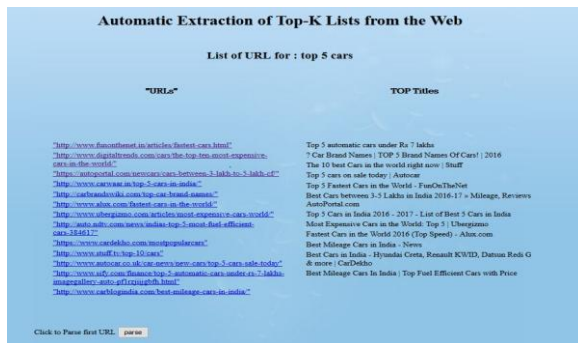 Automatic Extraction of Top-K Lists from the Web
List of URL for : top 5 cars
"URLs"
TOP Titles
"http://www.funonthenet.in/articles/fastest-cars.html"
"http://www.digitaltrends.com/cars/the-top-ten-most-expensive-
cars-in-the-world/"
"https://autoportal.com/newcars/cars-between-3-lakh-to-5-lakh-cf/"
"http://www.carwaar.in/top-5-cars-in-india/"
"http://carbrandswiki.com/top-car-brand-names/"
"http://www.alux.com/fastest-cars-in-the-world/"
"http://www.ubergizmo.com/articles/most-expensive-cars-world/"
"http://auto.ndtv.com/news/indias-top-5-most-fuel-efficient-
cars-384617"
"https://www.cardekho.com/mostpopularcars"
"http://www.stuff.tv/top-10/cars"
"http://www.autocar.co.uk/car-news/new-cars/top-5-cars-sale-today"
"http://www.sify.com/finance/top-5-automatic-cars-under-rs-7-lakhs-
"http://www.carblogindia.com/best-mileage-cars-in-india/"
Top 5 automatic cars under Rs 7 lakhs
? Car Brand Names | TOP 5 Brand Names Of Cars! | 2016
The 10 best Cars in the world right now | Stuff
Top 5 cars on sale today | Autocar
Top 5 Fastest Cars in the World - FunOnTheNet
Best Cars between 3-5 Lakhs in India 2016-17 » Mileage, Reviews
AutoPortal.com
Top 5 Cars in India 2016 - 2017 - List of Best 5 Cars in India
Most Expensive Cars in the World: Top 5 | Ubergizmo
Fastest Cars in the World 2016 (Top Speed) - Alux.com
Best Mileage Cars in India - News
Best Cars in India - Hyundai Creta, Renault KWID, Datsun Redi G
& more | CarDekho
Best Mileage Cars In India | Top Fuel Efficient Cars with Price
Click to Parse first URL parse